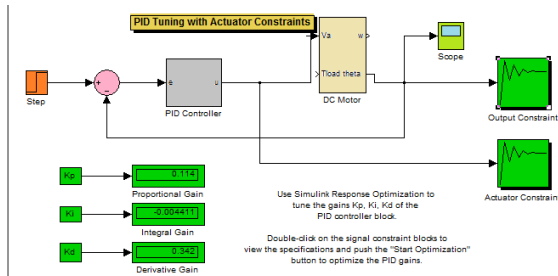 PID Tuning with Actuator Constraints
Va
w
Tload theta
DC Motor
Scope
Step
e
u
PID Controller
Output Constraint
Actuator Constraint
Kp
0.114
Proportional Gain
Ki
-0.004411
Integral Gain
Kd
0.342
Derivative Gain
Use Simulink Response Optimization to
tune the gains Kp, Ki, Kd of the
PID controller block.
Double-click on the signal constraint blocks to
view the specifications and push the "Start Optimization"
button to optimize the PID gains.